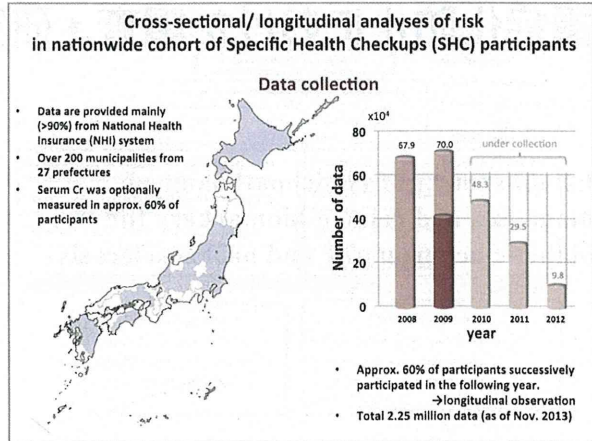 Cross-sectional/ longitudinal analyses of risk
in nationwide cohort of Specific Health Checkups (SHC) participants
Data collection
• Data are provided mainly
(>90%) from National Health
Insurance (NHI) system
• Over 200 municipalities from
27 prefectures
• Serum Cr was optionally
measured in approx. 60% of
participants
x10⁴
Number of data
80
60
40
20
0
67.9
70.0
under collection
48.3
29.5
9.8
2008 2009 2010 2011 2012
year
• Approx. 60% of participants successively
participated in the following year.
→longitudinal observation
• Total 2.25 million data (as of Nov. 2013)